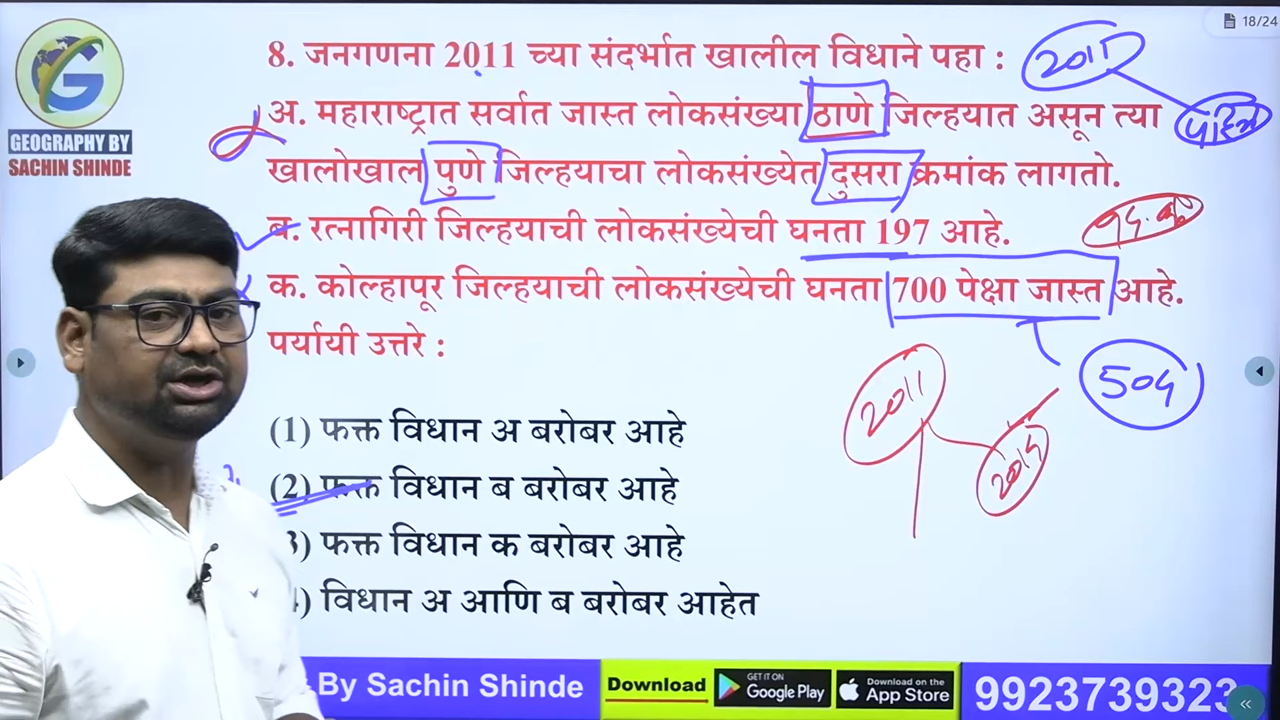 18/24
8. जनगणना 2011 च्या संदर्भात खालील विधाने पहा :
2011
अ. महाराष्ट्रात सर्वात जास्त लोकसंख्या ठाणे जिल्हयात असून त्या
खालोखाल पुणे जिल्हयाचा लोकसंख्येत दुसरा क्रमांक लागतो.
ब. रत्नागिरी जिल्हयाची लोकसंख्येची घनता 197 आहे.
क. कोल्हापूर जिल्हयाची लोकसंख्येची घनता 700 पेक्षा जास्त आहे.
पर्यायी उत्तरे :
504
2011
2014
(1) फक्त विधान अ बरोबर आहे
(2) फक्त विधान ब बरोबर आहे
3) फक्त विधान क बरोबर आहे
) विधान अ आणि ब बरोबर आहेत
G
GEOGRAPHY BY
SACHIN SHINDE
By Sachin Shinde
Download
GET IT ON
Google Play
Download on the
App Store
9923739323